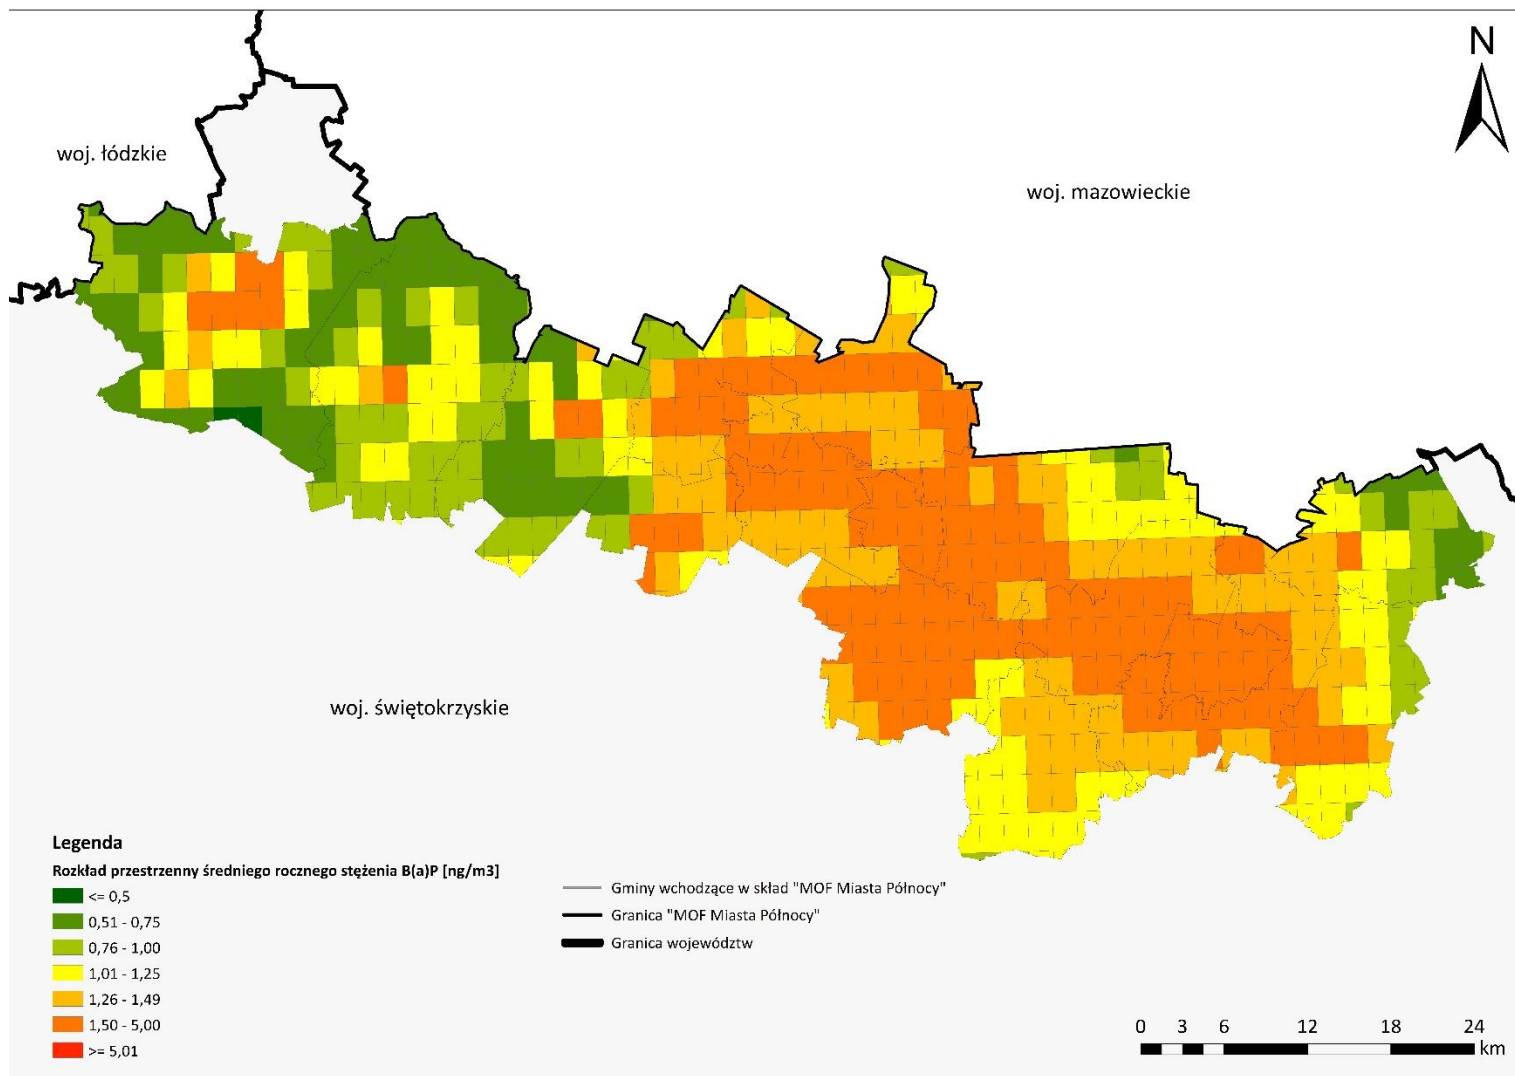 N
woj. łódzkie
woj. mazowieckie
woj. świętokrzyskie
Legenda
Rozkład przestrzenny średniego rocznego stężenia B(a)P [ng/m3]
<= 0,5
0,51 - 0,75
0,76 - 1,00
1,01 - 1,25
1,26 - 1,49
1,50 - 5,00
>= 5,01
Gminy wchodzące w skład "MOF Miasta Północy"
Granica "MOF Miasta Północy"
Granica województw
0 3 6 12 18 24
km